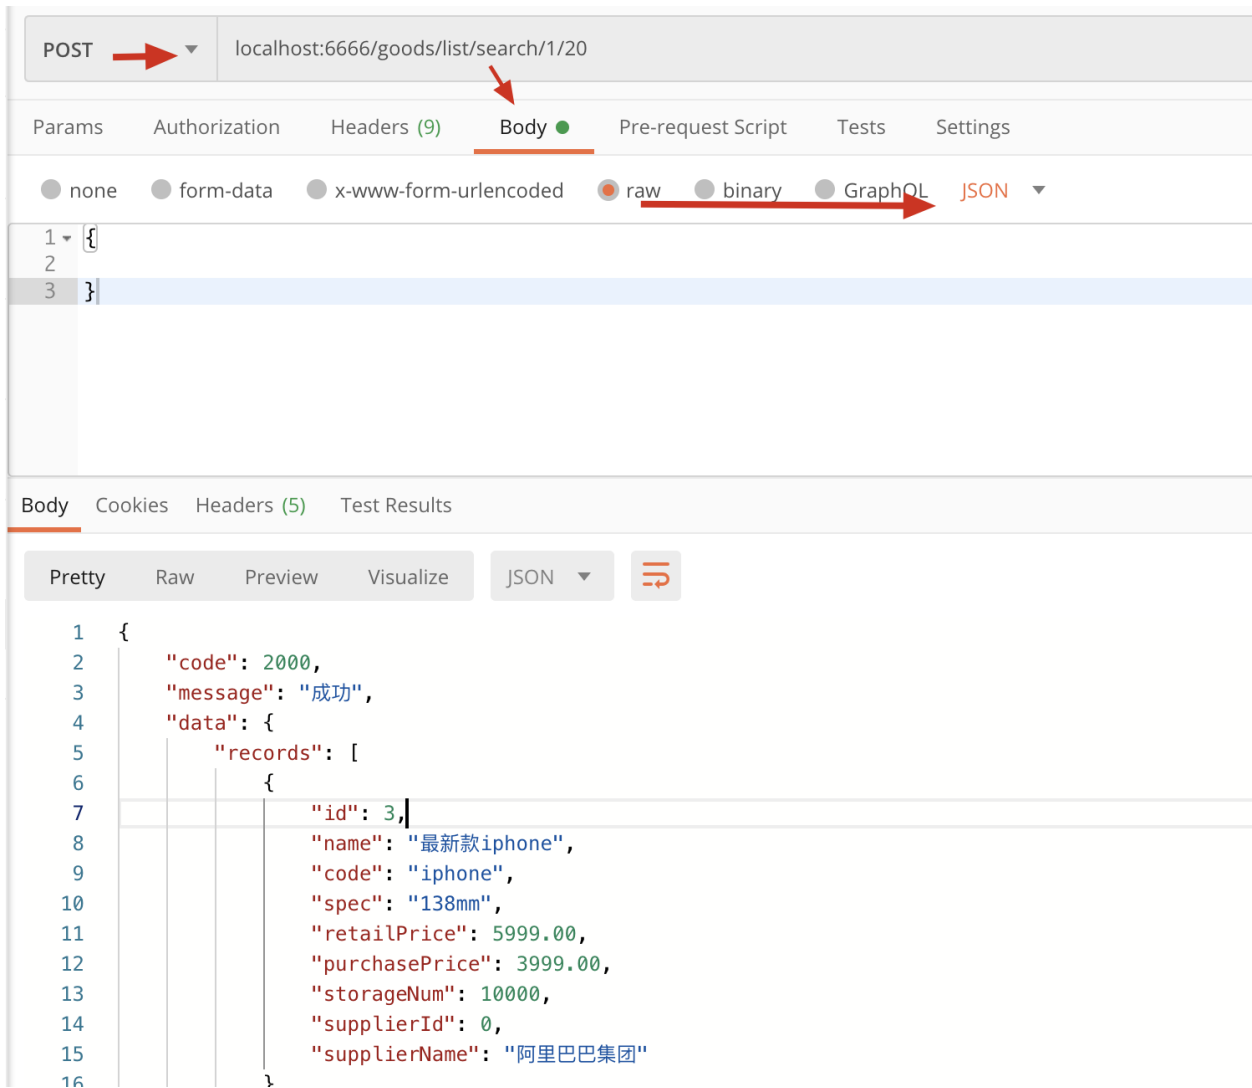 POST localhost:6666/goods/list/search/1/20
Params Authorization Headers (9) Body Pre-request Script Tests Settings
none form-data x-www-form-urlencoded raw binary GraphQL JSON
1 {
2
3 }
Body Cookies Headers (5) Test Results
Pretty Raw Preview Visualize JSON
1 {
2 "code": 2000,
3 "message": "成功",
4 "data": {
5 "records": [
6 {
7 "id": 3,
8 "name": "最新款iphone",
9 "code": "iphone",
10 "spec": "138mm",
11 "retailPrice": 5999.00,
12 "purchasePrice": 3999.00,
13 "storageNum": 10000,
14 "supplierId": 0,
15 "supplierName": "阿里巴巴集团"
16 }